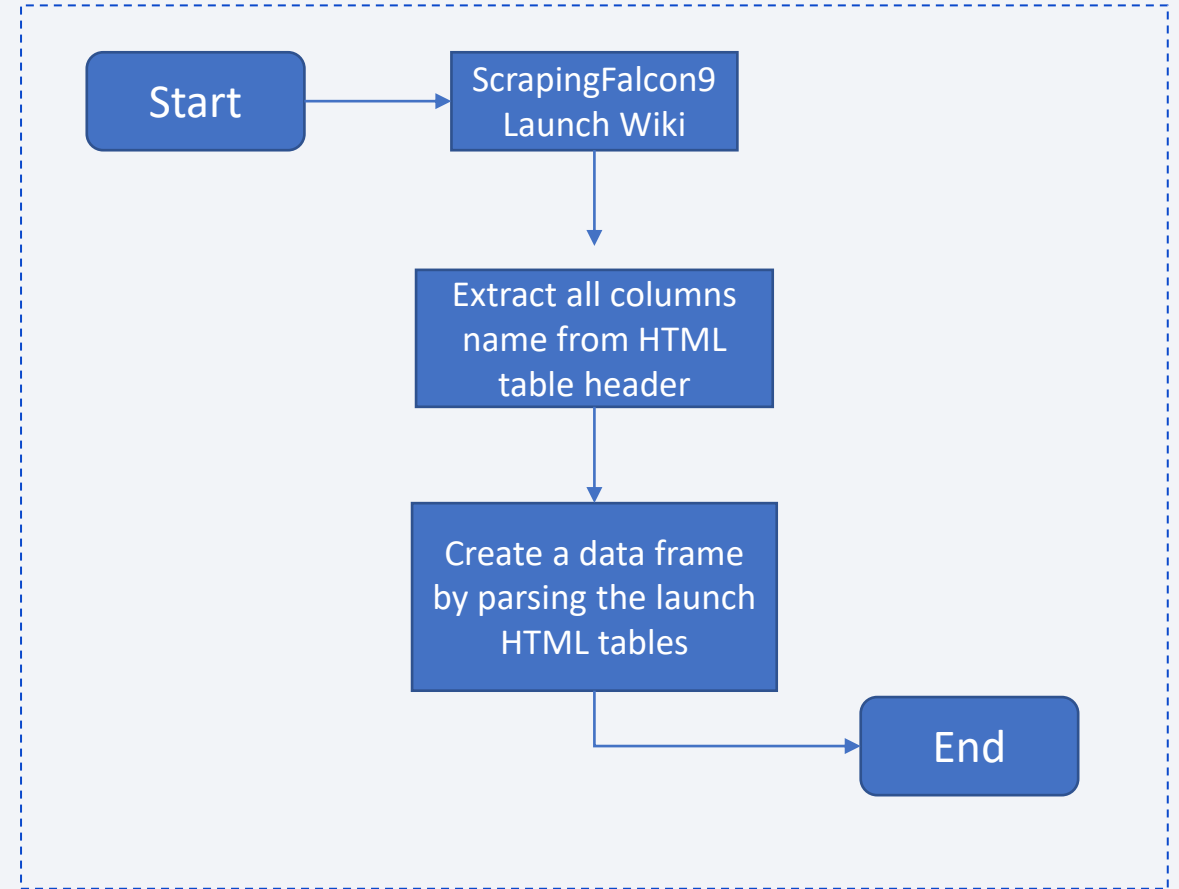 Start
ScrapingFalcon9
Launch Wiki
Extract all columns
name from HTML
table header
Create a data frame
by parsing the launch
HTML tables
End